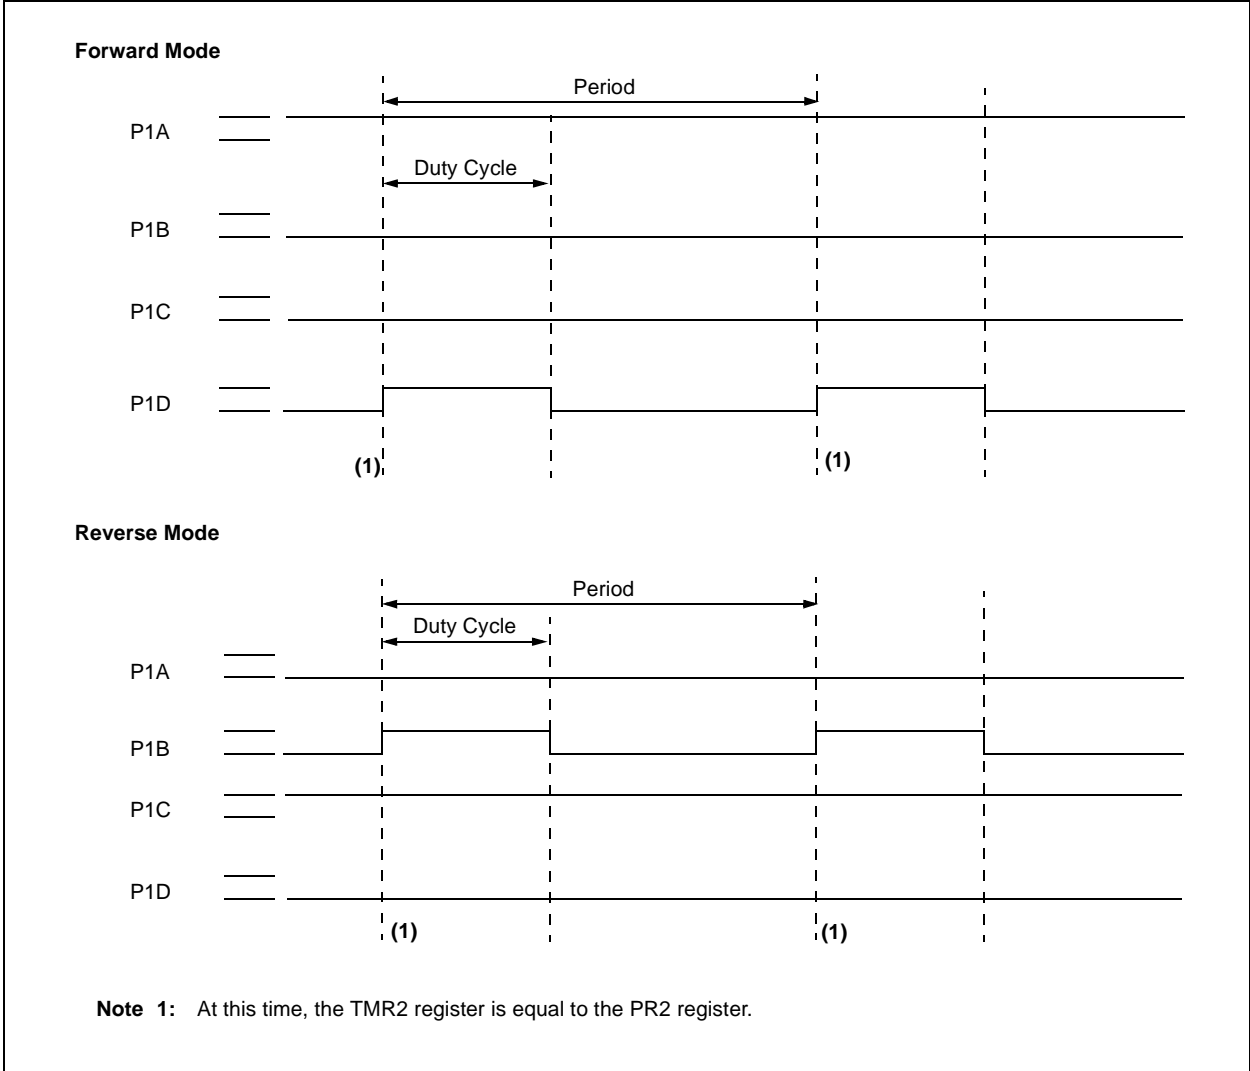 Forward Mode
Period
P1A
Duty Cycle
P1B
P1C
P1D
(1)
(1)
Reverse Mode
Period
Duty Cycle
P1A
P1B
P1C
P1D
(1)
(1)
Note 1: At this time, the TMR2 register is equal to the PR2 register.